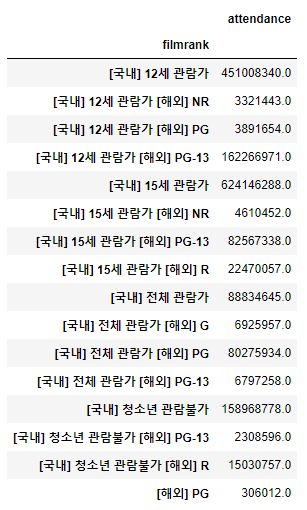 attendance
filmrank
[국내] 12세 관람가 451008340.0
[국내] 12세 관람가 [해외] NR 3321443.0
[국내] 12세 관람가 [해외] PG 3891654.0
[국내] 12세 관람가 [해외] PG-13 162266971.0
[국내] 15세 관람가 624146288.0
[국내] 15세 관람가 [해외] NR 4610452.0
[국내] 15세 관람가 [해외] PG-13 82567338.0
[국내] 15세 관람가 [해외] R 22470057.0
[국내] 전체 관람가 88834645.0
[국내] 전체 관람가 [해외] G 6925957.0
[국내] 전체 관람가 [해외] PG 80275934.0
[국내] 전체 관람가 [해외] PG-13 6797258.0
[국내] 청소년 관람불가 158968778.0
[국내] 청소년 관람불가 [해외] PG-13 2308596.0
[국내] 청소년 관람불가 [해외] R 15030757.0
[해외] PG 306012.0